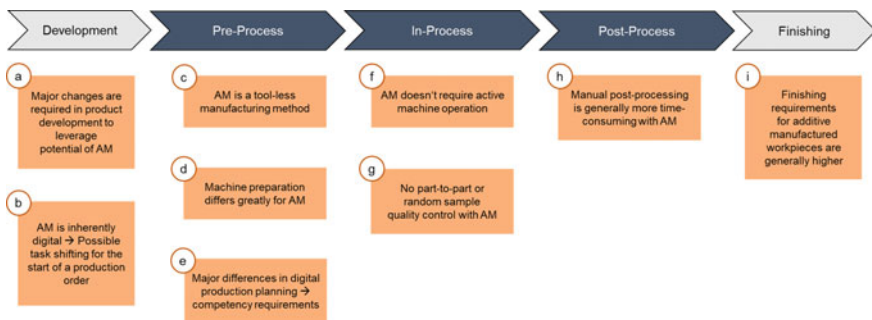 Development
Pre-Process
In-Process
Post-Process
Finishing
a
Major changes are
required in product
development to
leverage
potential of AM
b
AM is inherently
digital → Possible
task shifting for the
start of a production
order
c
AM is a tool-less
manufacturing method
d
Machine preparation
differs greatly for AM
e
Major differences in digital
production planning →
competency requirements
f
AM doesn't require active
machine operation
g
No part-to-part or
random sample
quality control with AM
h
Manual post-processing
is generally more time-
consuming with AM
i
Finishing
requirements
for additive
manufactured
workpieces are
generally higher